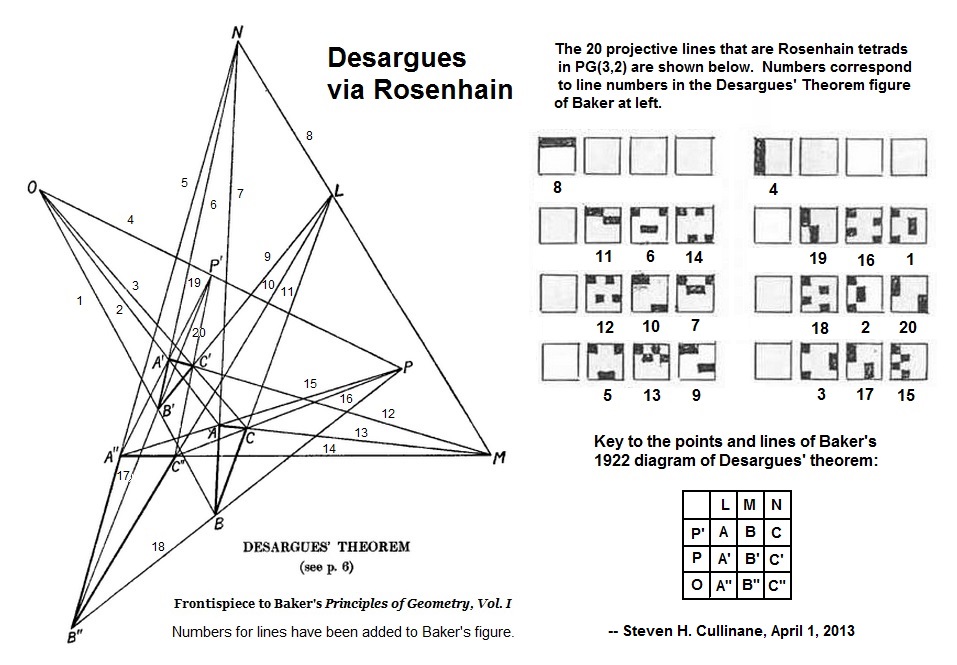 Desargues
via Rosenhain
The 20 projective lines that are Rosenhain tetrads
in PG(3,2) are shown below. Numbers correspond
to line numbers in the Desargues' Theorem figure
of Baker at left.
N
8
O
5
6
7
L
4
P'
9
3
19
10
11
1
2
20
A'
C'
15
P
16
B'
12
A
C
13
A"
C"
14
M
17
B
18
B"
8
4
11 6 14
19 16 1
12 10 7
18 2 20
5 13 9
3 17 15
Key to the points and lines of Baker's
1922 diagram of Desargues' theorem:
L M N
P' A B C
P A' B' C'
O A" B" C"
DESARGUES' THEOREM
(see p. 6)
Frontispiece to Baker's Principles of Geometry, Vol. I
Numbers for lines have been added to Baker's figure.
-- Steven H. Cullinane, April 1, 2013